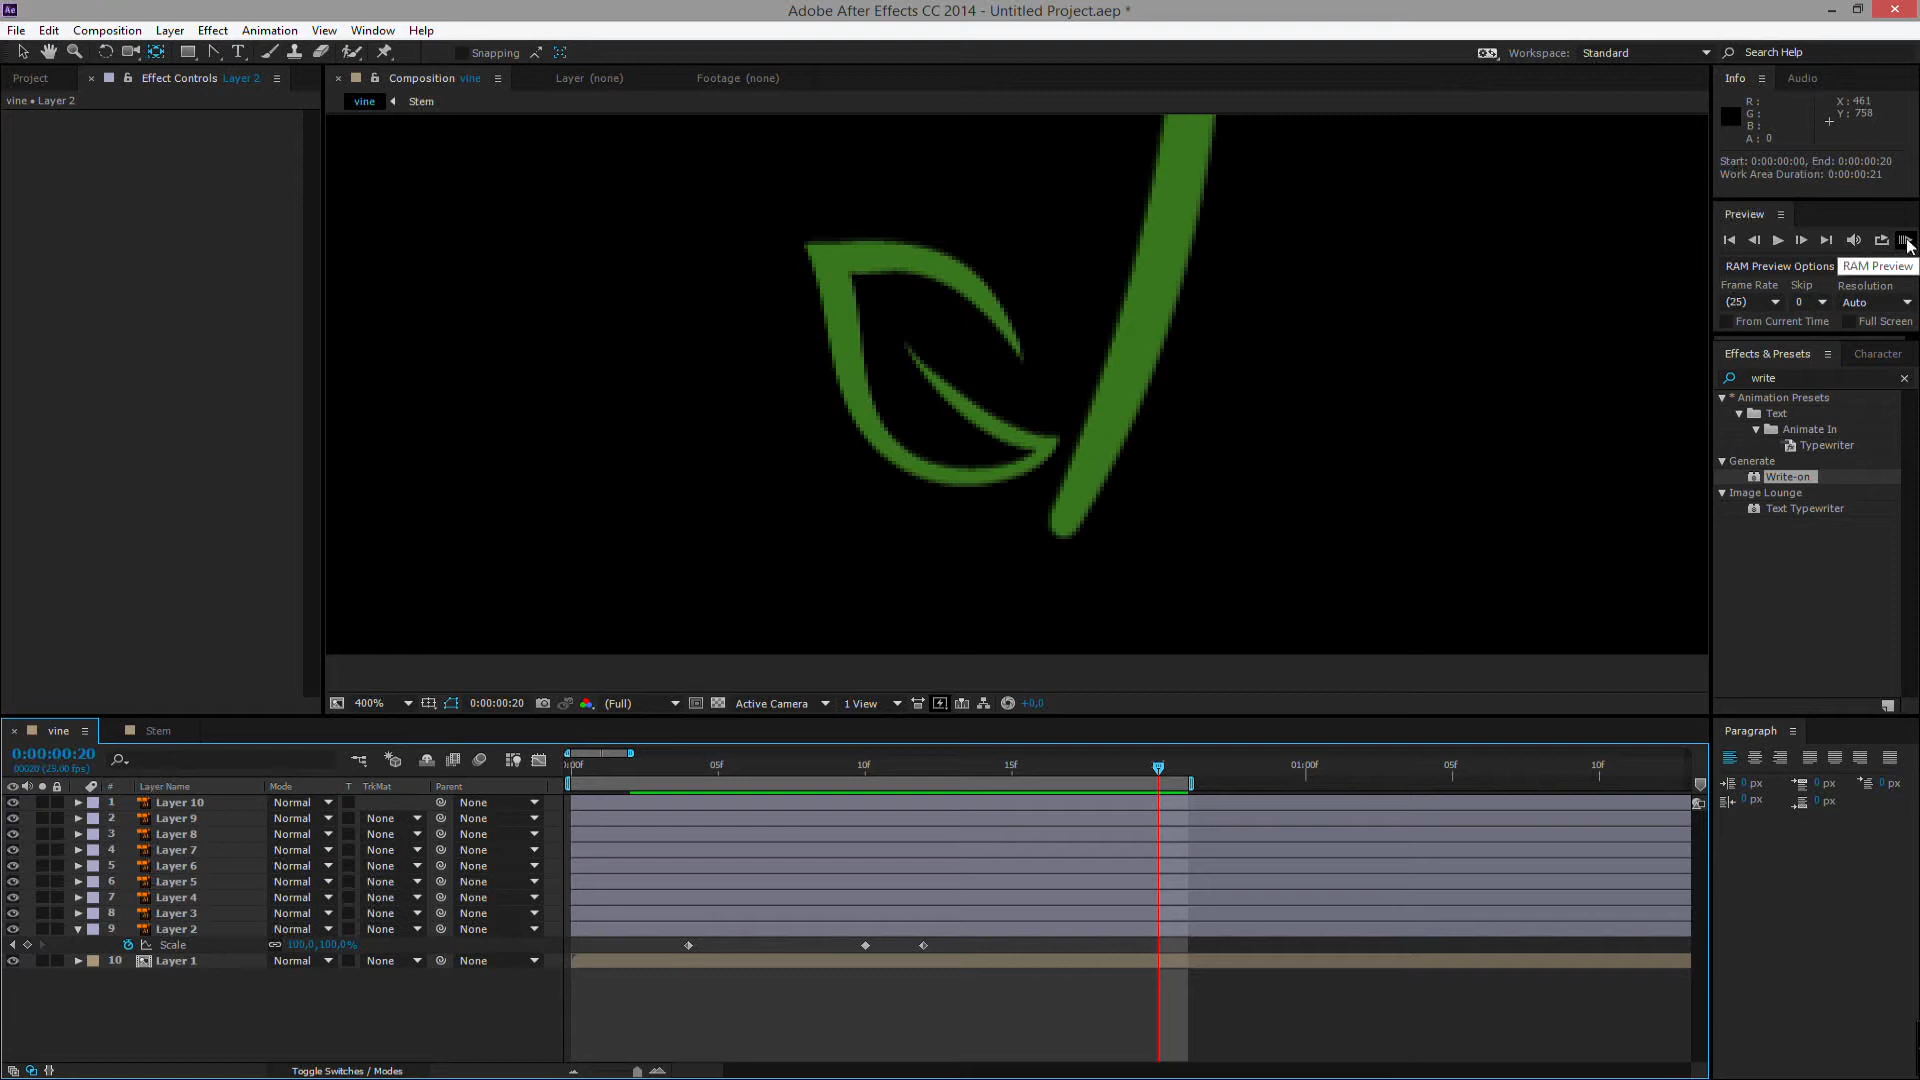 Ae Adobe After Effects CC 2014 - Untitled Project.aep *
File Edit Composition Layer Effect Animation View Window Help
T Snapping Workspace: Standard Search Help
Project Effect Controls Layer 2 Composition vine Layer (none) Footage (none) Info Audio
vine • Layer 2 vine Stem
R: X: 461
G: Y: 758
B:
A: 0
Start: 0:00:00:00, End: 0:00:00:20
Work Area Duration: 0:00:00:21
Preview
RAM Preview Options RAM Preview
Frame Rate Skip Resolution
(25) 0 Auto
From Current Time Full Screen
Effects & Presets Character
write
* Animation Presets
Text
Animate In
Typewriter
Generate
Write-on
Image Lounge
Text Typewriter
400% 0:00:00:20 (Full) Active Camera 1 View +0,0
vine Stem Paragraph
0:00:00:20
00020 (25.00 fps)
:00f 05f 10f 15f 01:00f 05f 10f
# Layer Name Mode T TrkMat Parent
0 px 0 px 0 px
0 px 0 px
1 Layer 10 Normal None
2 Layer 9 Normal None None
3 Layer 8 Normal None None
4 Layer 7 Normal None None
5 Layer 6 Normal None None
6 Layer 5 Normal None None
7 Layer 4 Normal None None
8 Layer 3 Normal None None
9 Layer 2 Normal None None
Scale 100,0,100,0%
10 Layer 1 Normal None None
Toggle Switches / Modes